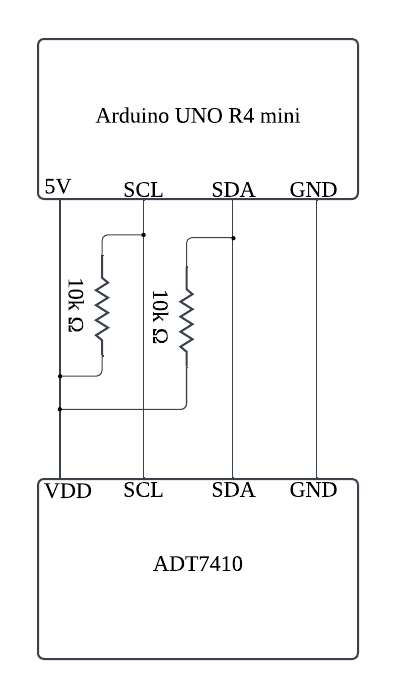 Arduino UNO R4 mini
5V SCL SDA GND
10k Ω 10k Ω
VDD SCL SDA GND
ADT7410